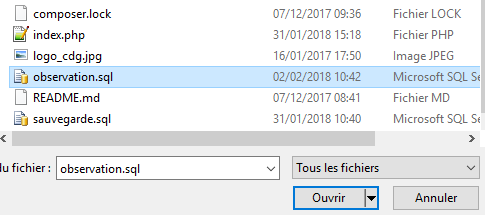 composer.lock 07/12/2017 09:36 Fichier LOCK
index.php 31/01/2018 15:18 Fichier PHP
logo_cdg.jpg 16/01/2017 17:50 Image JPEG
observation.sql 02/02/2018 10:42 Microsoft SQL Se
README.md 07/12/2017 08:41 Fichier MD
sauvegarde.sql 31/01/2018 10:40 Microsoft SQL Se
du fichier : observation.sql Tous les fichiers
Ouvrir Annuler